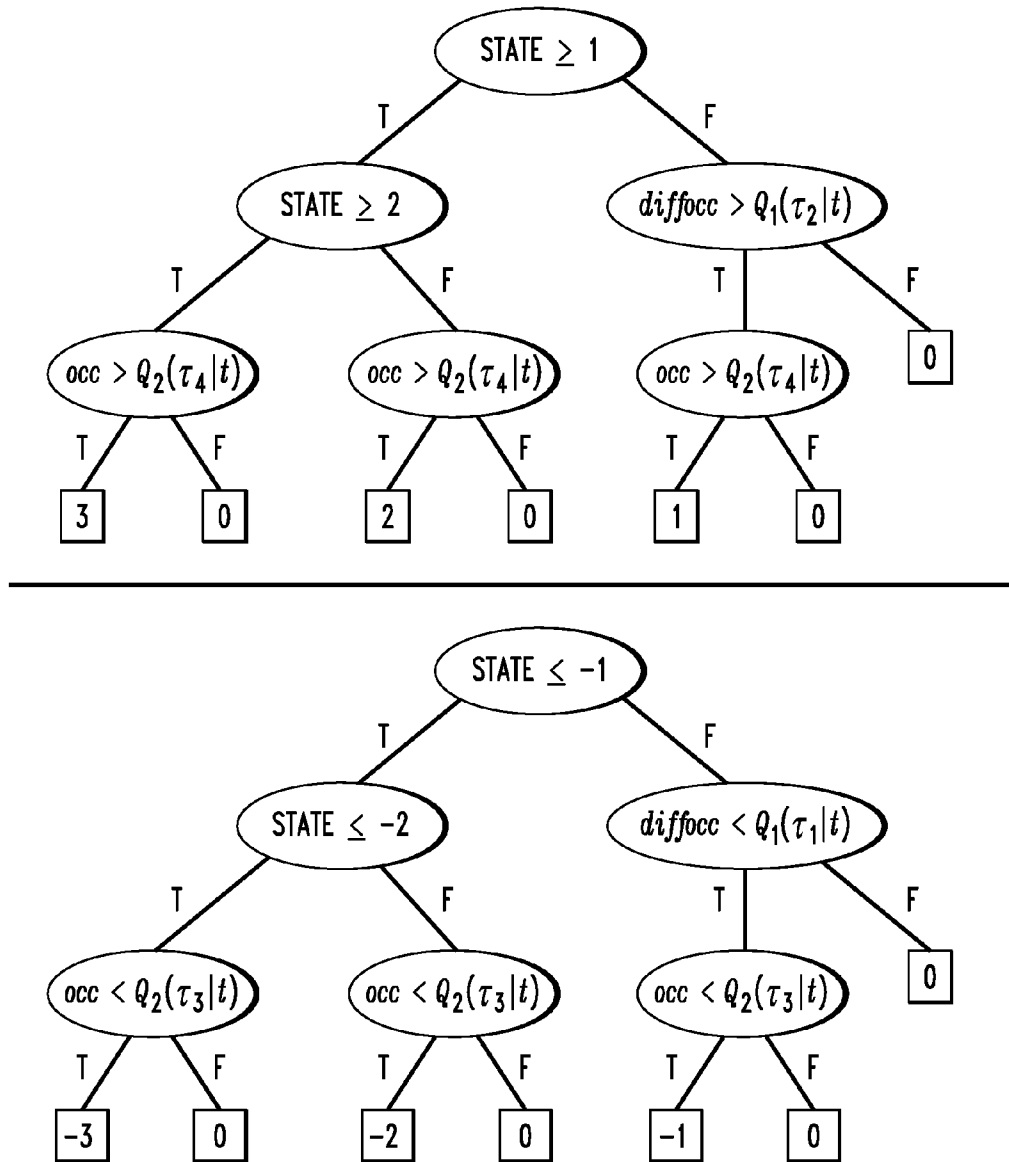 STATE ≥ 1
T F
STATE ≥ 2 diffocc > Q₁(τ₂|t)
T F T F
occ > Q₂(τ₄|t) occ > Q₂(τ₄|t) occ > Q₂(τ₄|t) 0
T F T F T F
3 0 2 0 1 0
STATE ≤ -1
T F
STATE ≤ -2 diffocc < Q₁(τ₁|t)
T F T F
occ < Q₂(τ₃|t) occ < Q₂(τ₃|t) occ < Q₂(τ₃|t) 0
T F T F T F
-3 0 -2 0 -1 0